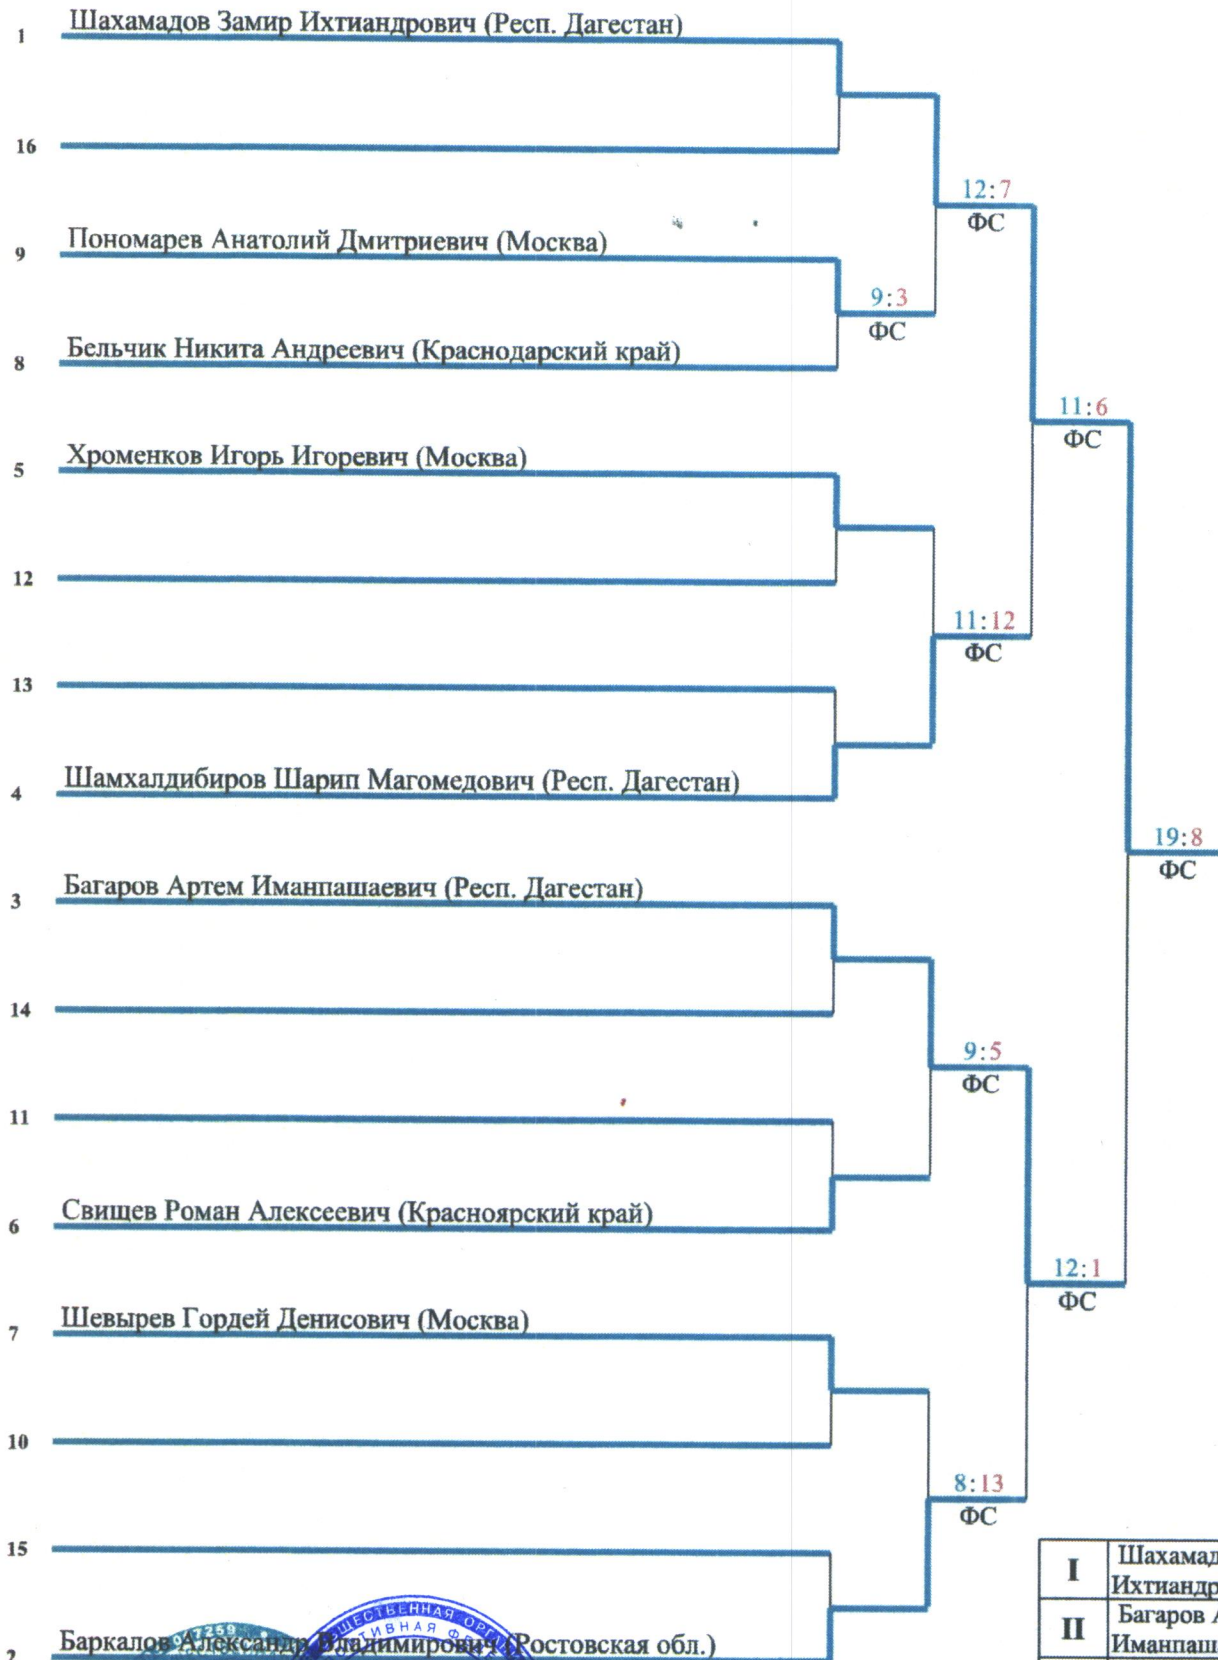 1 Шахамадов Замир Ихтиандрович (Респ. Дагестан)
16
12:7
ФС
9 Пономарев Анатолий Дмитриевич (Москва)
9:3
ФС
8 Бельчик Никита Андреевич (Краснодарский край)
11:6
ФС
5 Хроменков Игорь Игоревич (Москва)
12
11:12
ФС
13
4 Шамхалдибиров Шарип Магомедович (Респ. Дагестан)
19:8
ФС
3 Багаров Артем Иманпашаевич (Респ. Дагестан)
14
9:5
ФС
11
6 Свищев Роман Алексеевич (Красноярский край)
12:1
ФС
7 Шевырев Гордей Денисович (Москва)
10
8:13
ФС
15
I Шахамад
Ихтиандр
II Багаров А
Иманпаш
2 Баркалов Александр Владимирович (Ростовская обл.)